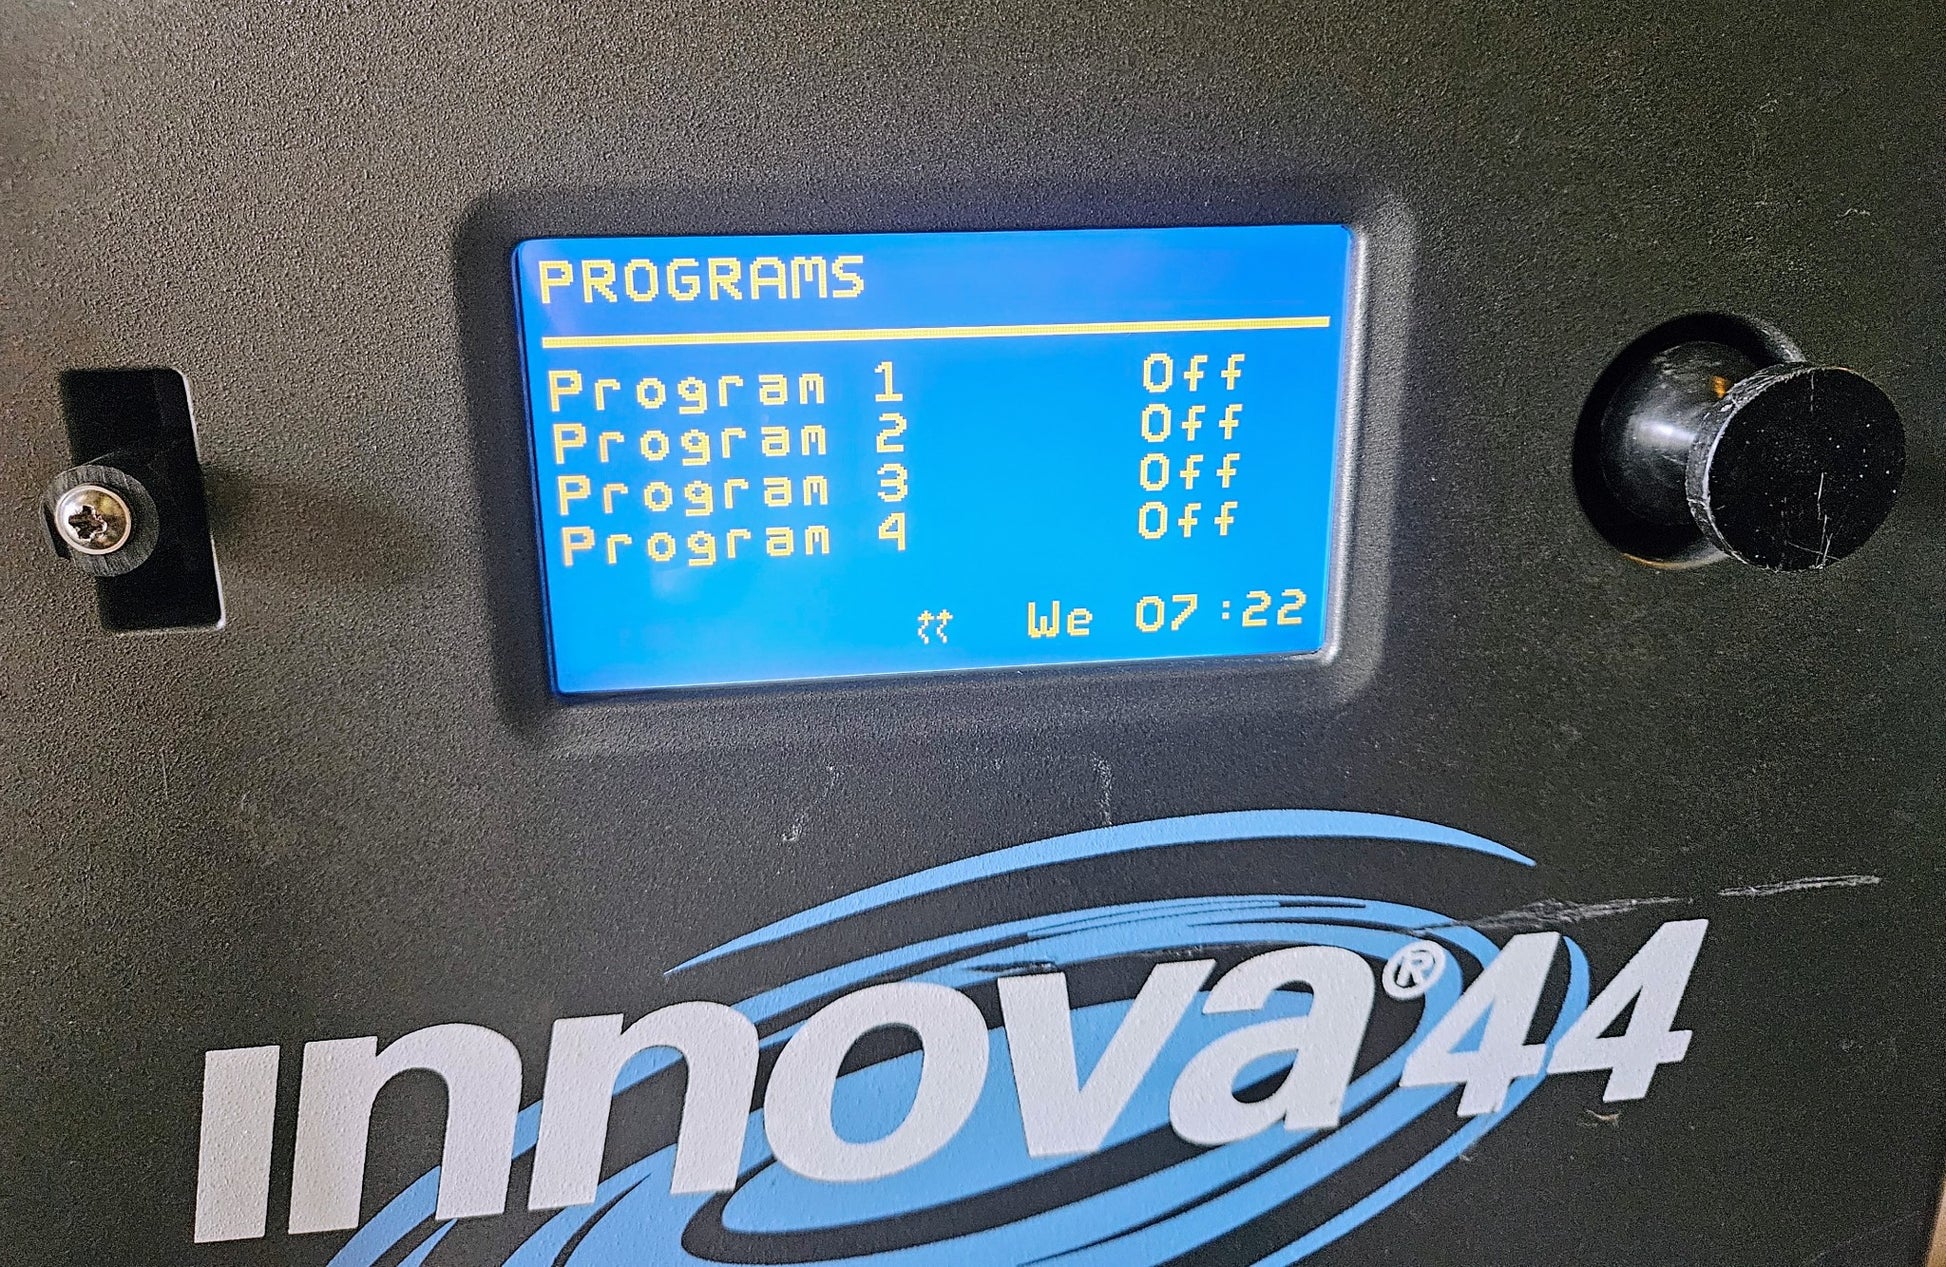 PROGRAMS
Program 1 Off
Program 2 Off
Program 3 Off
Program 4 Off
We 07:22
innova®44